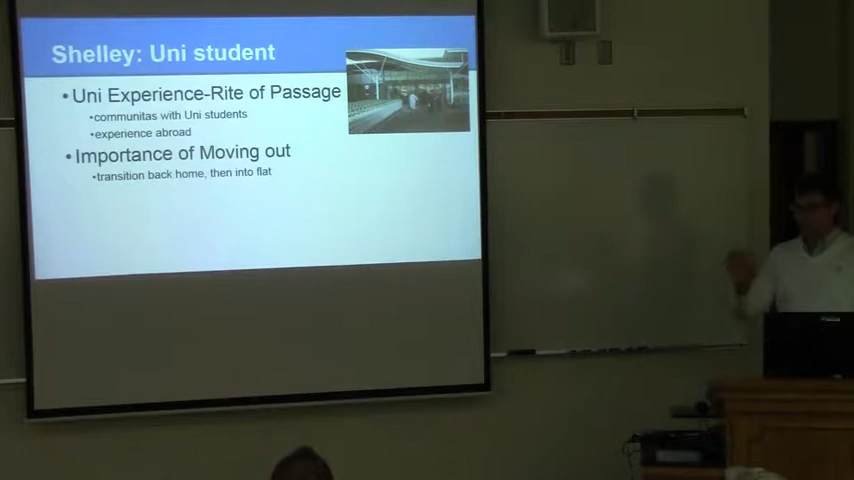 Shelley: Uni student
•Uni Experience-Rite of Passage
•communitas with Uni students
•experience abroad
•Importance of Moving out
•transition back home, then into flat